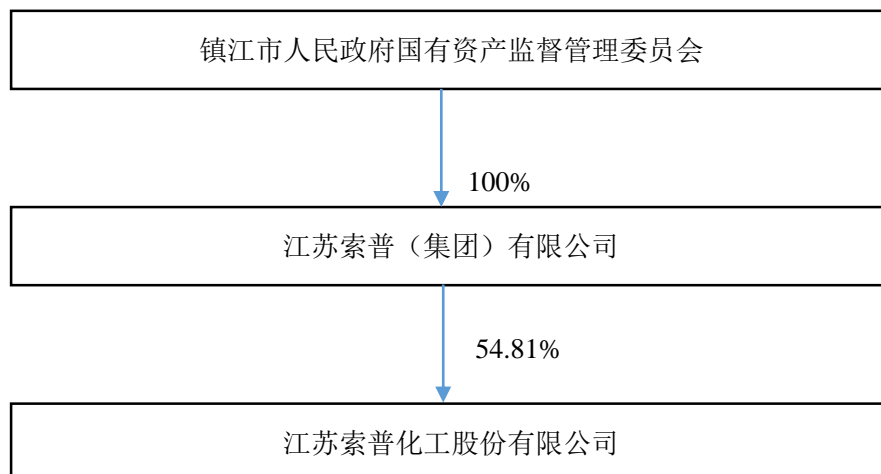 镇江市人民政府国有资产监督管理委员会
100%
江苏索普（集团）有限公司
54.81%
江苏索普化工股份有限公司